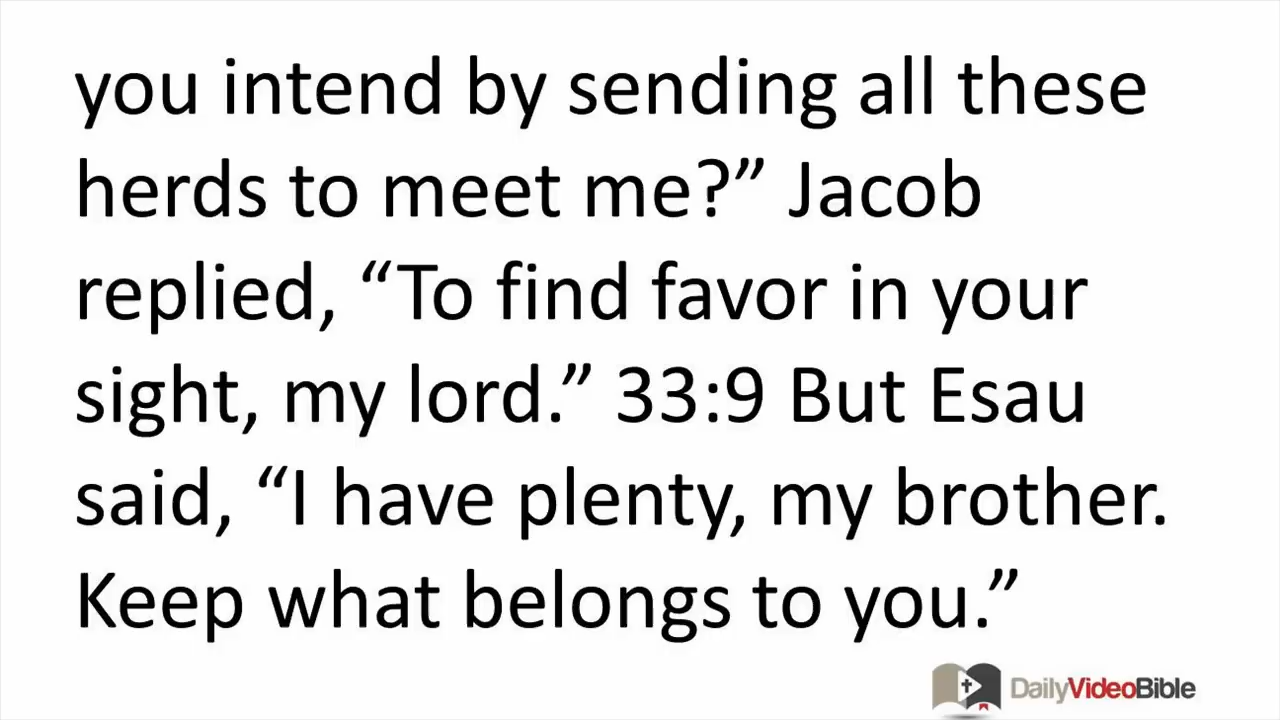 you intend by sending all these
herds to meet me?” Jacob
replied, “To find favor in your
sight, my lord.” 33:9 But Esau
said, “I have plenty, my brother.
Keep what belongs to you.”
DailyVideoBible